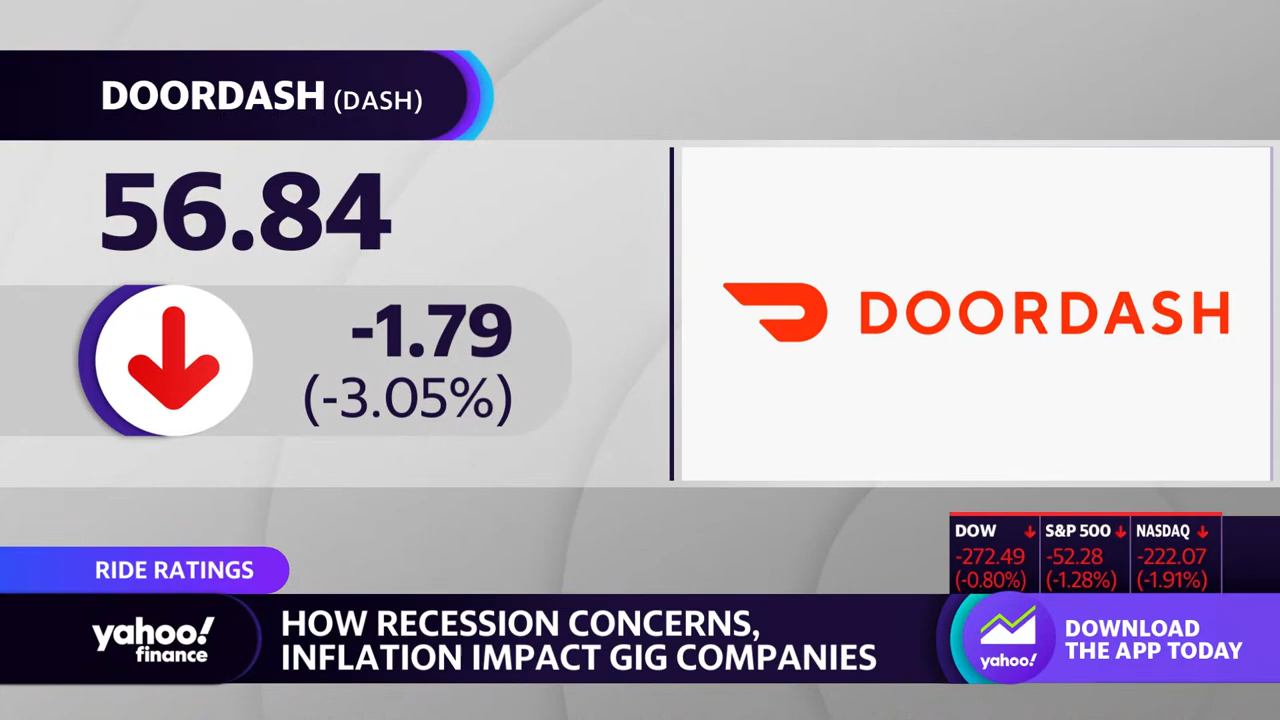 DOORDASH (DASH)
56.84
-1.79
(-3.05%)
DOORDASH
DOW
-272.49
(-0.80%)
S&P 500
-52.28
(-1.28%)
NASDAQ
-222.07
(-1.91%)
RIDE RATINGS
yahoo!
finance
HOW RECESSION CONCERNS,
INFLATION IMPACT GIG COMPANIES
yahoo!
DOWNLOAD
THE APP TODAY